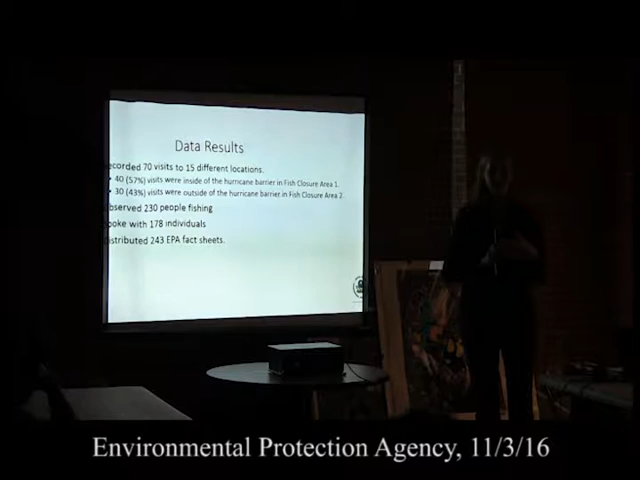 Data Results
ecorded 70 visits to 15 different locations.
• 40 (57%) visits were inside of the hurricane barrier in Fish Closure Area 1.
• 30 (43%) visits were outside of the hurricane barrier in Fish Closure Area 2.
bserved 230 people fishing
poke with 178 individuals
istributed 243 EPA fact sheets.
Environmental Protection Agency, 11/3/16